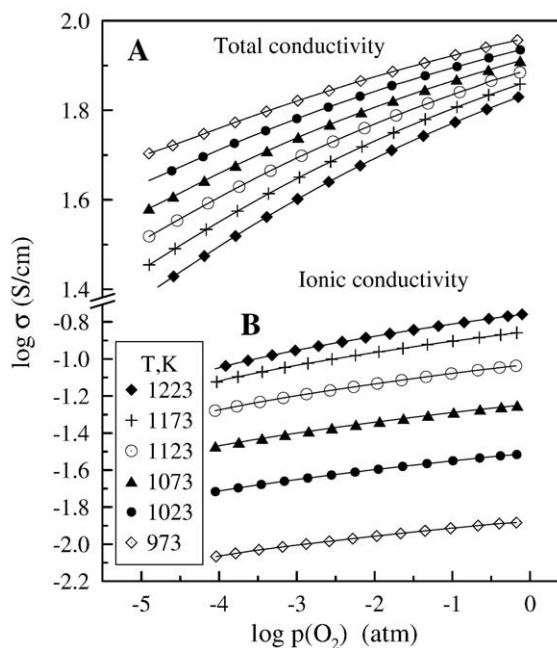 2.0
A Total conductivity
1.8
1.6
1.4
log σ (S/cm)
Ionic conductivity
B
-0.8
-1.0
-1.2
-1.4
-1.6
-1.8
-2.0
-2.2
T,K
1223
1173
1123
1073
1023
973
-5 -4 -3 -2 -1 0
log p(O₂) (atm)